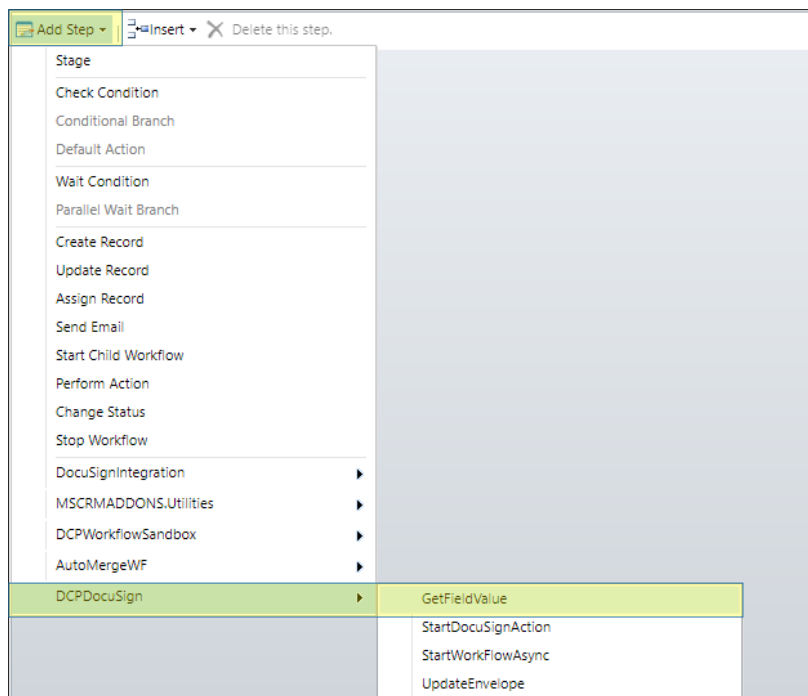 Add Step Insert Delete this step.
Stage
Check Condition
Conditional Branch
Default Action
Wait Condition
Parallel Wait Branch
Create Record
Update Record
Assign Record
Send Email
Start Child Workflow
Perform Action
Change Status
Stop Workflow
DocuSignIntegration
MSCRMADDONS.Utilities
DCPWorkflowSandbox
AutoMergeWF
DCPDocuSign GetFieldValue
StartDocuSignAction
StartWorkFlowAsync
UpdateEnvelope